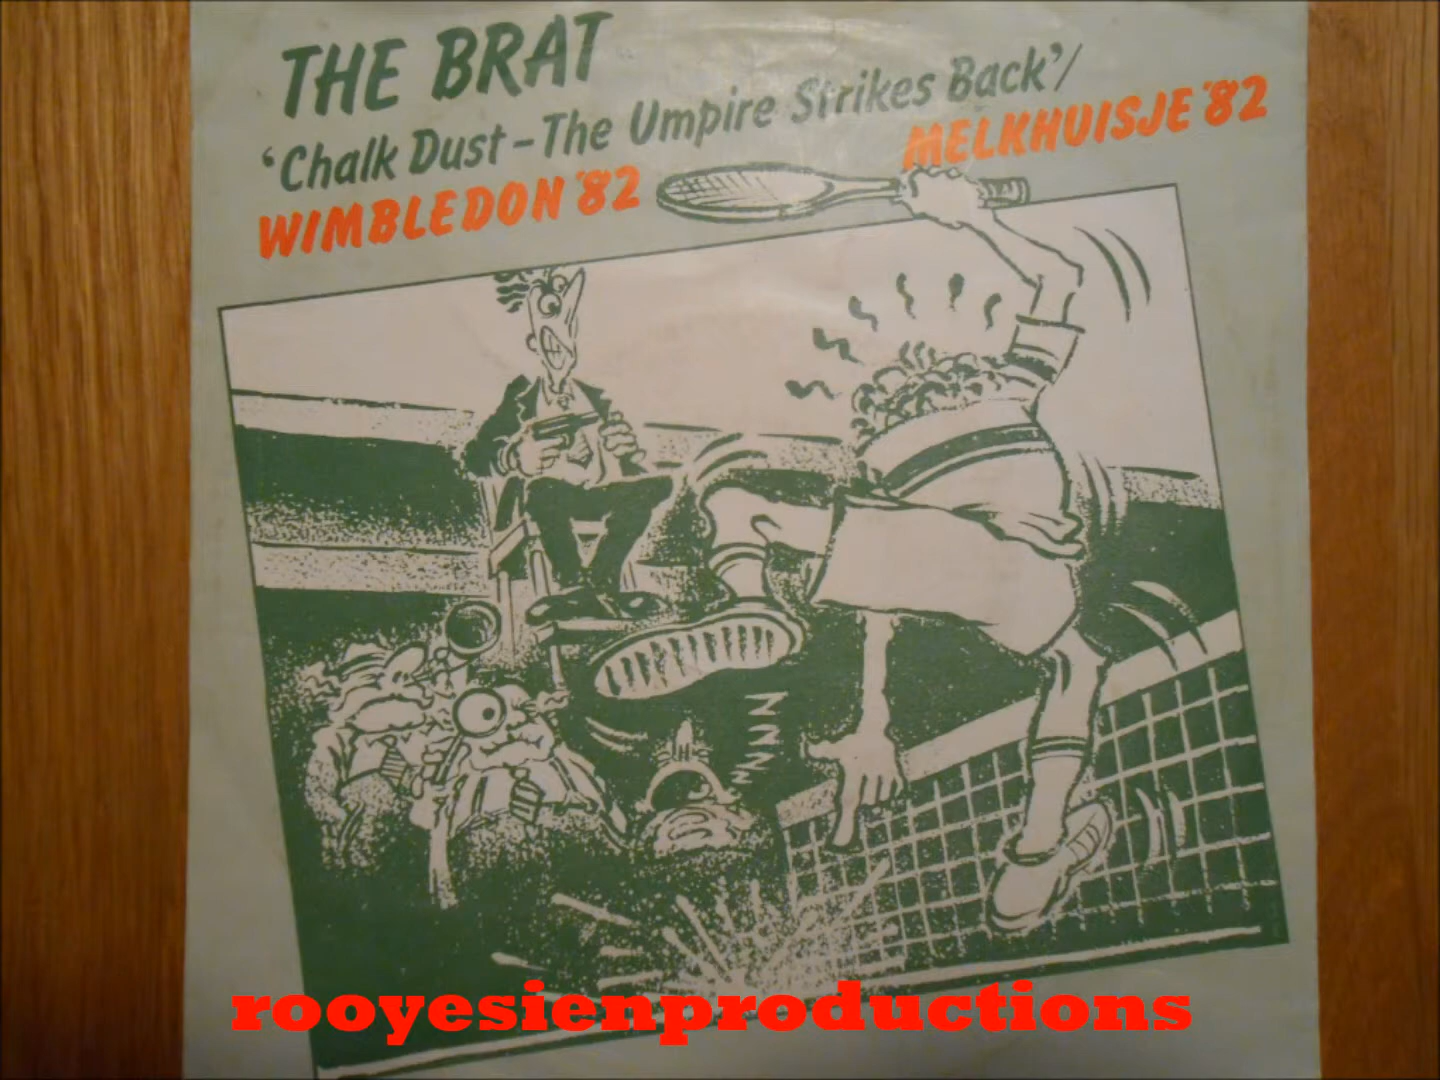 THE BRAT
‘Chalk Dust – The Umpire Strikes Back’/
WIMBLEDON '82 MELKHUISJE '82
rooyesienproductions